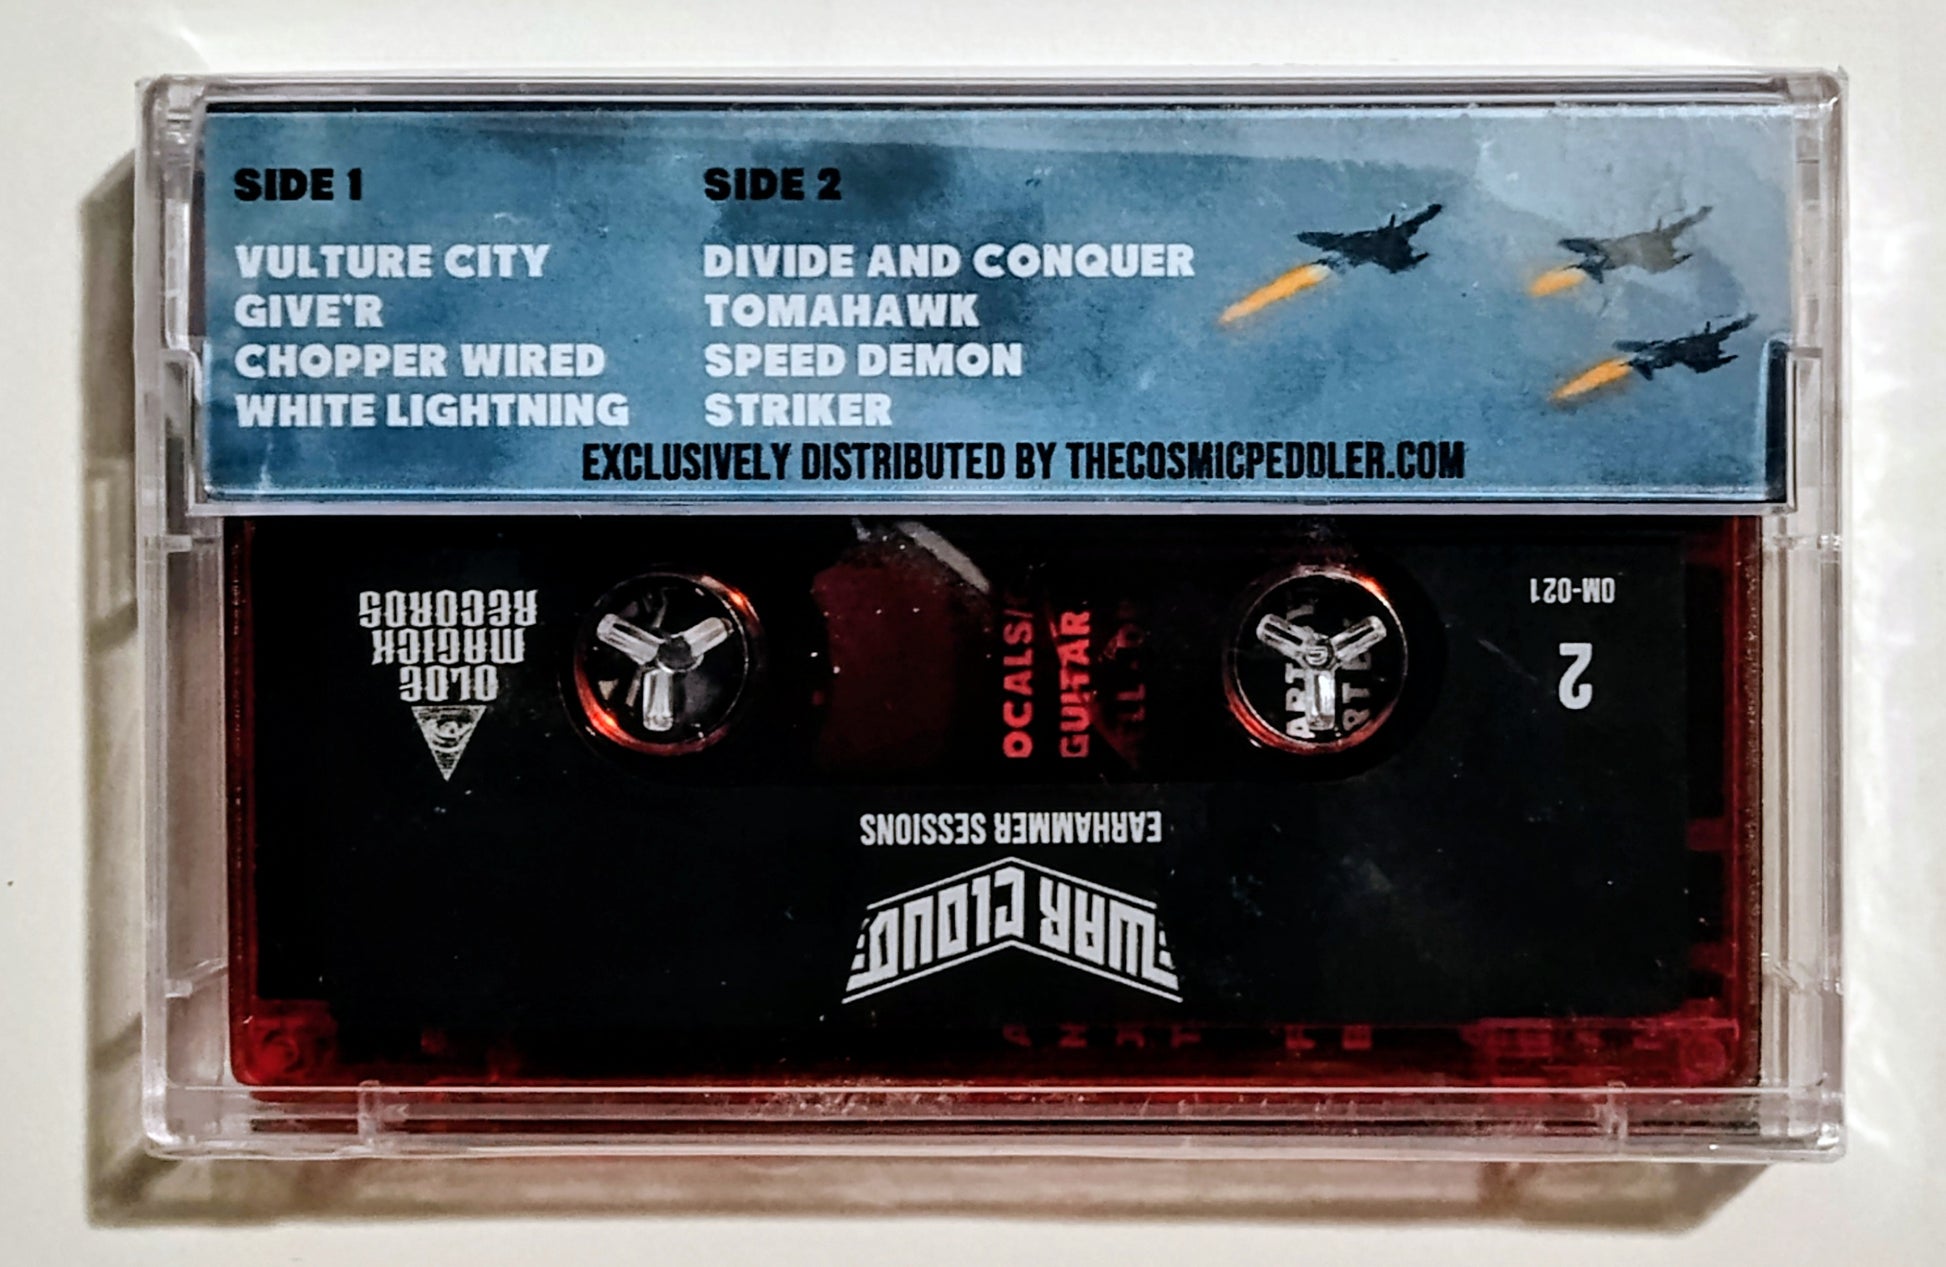 SIDE 1
VULTURE CITY
GIVE'R
CHOPPER WIRED
WHITE LIGHTNING
SIDE 2
DIVIDE AND CONQUER
TOMAHAWK
SPEED DEMON
STRIKER
EXCLUSIVELY DISTRIBUTED BY THECOSMICPEDDLER.COM
WAR CLOUD
EARHAMMER SESSIONS
2
OM-021
OLDE
MAGICK
RECORDS
OCALS/
GUITAR